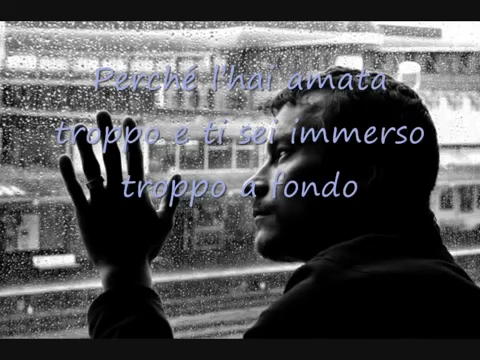 Perché l'hai amata
troppo e ti sei immerso
troppo a fondo